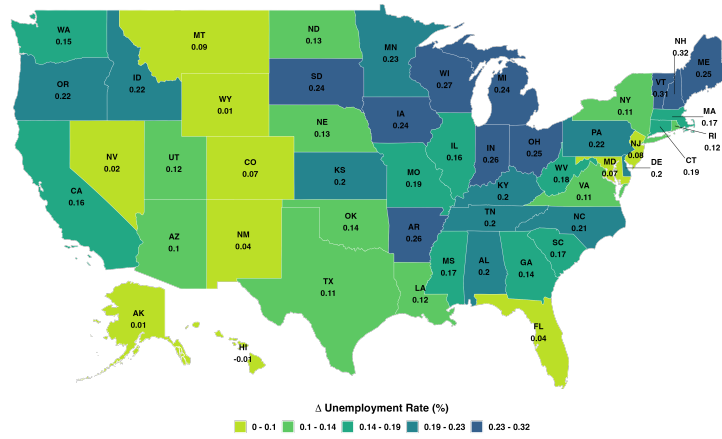 WA
0.15
MT
0.09
ND
0.13
MN
0.23
NH
0.32
ME
0.25
OR
0.22
ID
0.22
SD
0.24
WI
0.27
MI
0.24
VT
0.31
WY
0.01
NY
0.11
MA
0.17
RI
0.12
NE
0.13
IA
0.24
NV
0.02
UT
0.12
CO
0.07
KS
0.2
IL
0.16
IN
0.26
OH
0.25
PA
0.22
NJ
0.08
MD
0.07
DE
0.2
CT
0.19
CA
0.16
MO
0.19
WV
0.18
KY
0.2
VA
0.11
AZ
0.1
NM
0.04
OK
0.14
AR
0.26
TN
0.2
NC
0.21
SC
0.17
TX
0.11
LA
0.12
MS
0.17
AL
0.2
GA
0.14
AK
0.01
HI
-0.01
FL
0.04
Δ Unemployment Rate (%)
0 - 0.1 0.1 - 0.14 0.14 - 0.19 0.19 - 0.23 0.23 - 0.32